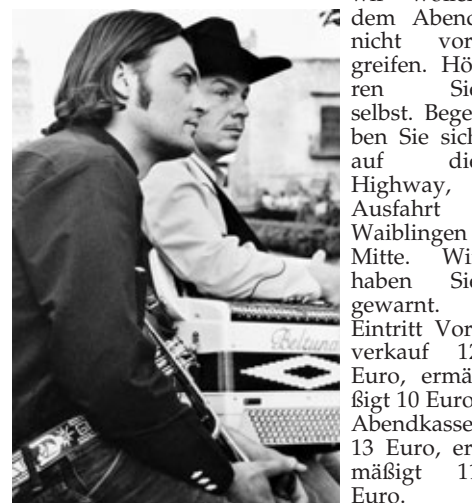 dem Abend
nicht vor-
greifen. Hö-
ren Sie
selbst. Bege-
ben Sie sich
auf die
Highway,
Ausfahrt
Waiblingen
Mitte. Wir
haben Sie
gewarnt.
Eintritt Vor-
verkauf 12
Euro, ermä-
ßigt 10 Euro
Abendkasse
13 Euro, er-
mäßigt 11
Euro.
Beltuna